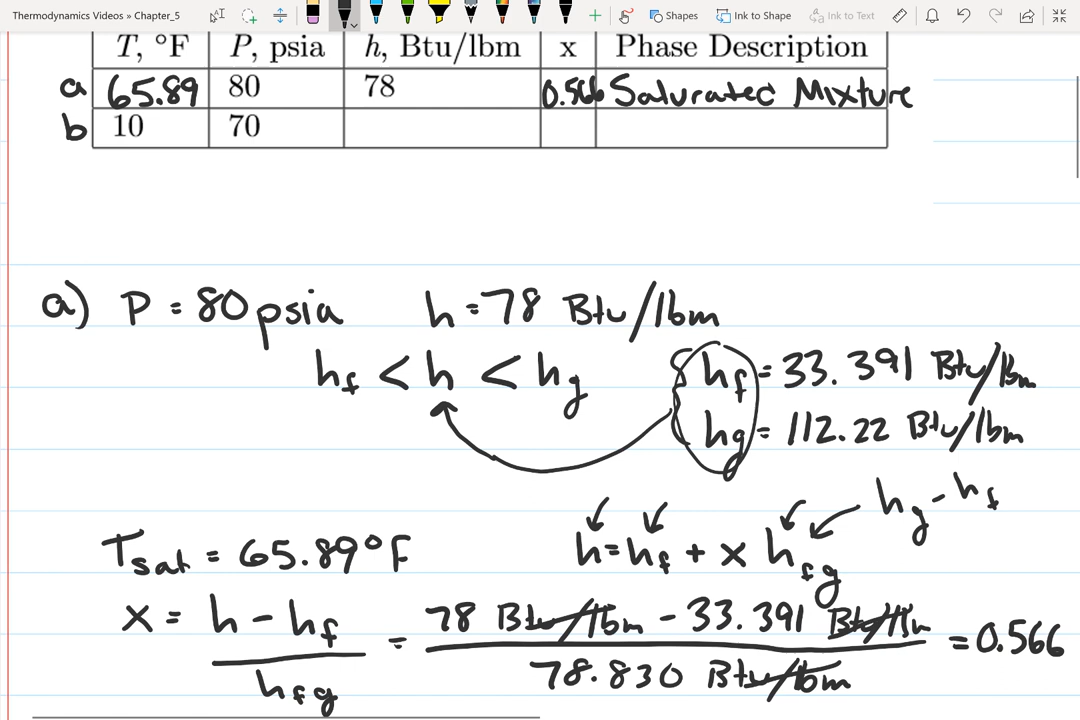 Thermodynamics Videos » Chapter_5 Shapes Ink to Shape Ink to Text
T, °F P, psia h, Btu/lbm x Phase Description
a 65.89 80 78 0.566 Saturated Mixture
b 10 70
a) P = 80 psia h = 78 Btu/lbm
hf < h < hg { hf = 33.391 Btu/lbm
hg = 112.22 Btu/lbm
hg - hf
Tsat = 65.89°F h = hf + x hfg
x = h - hf / hfg = 78 Btu/lbm - 33.391 Btu/lbm / 78.830 Btu/lbm = 0.566